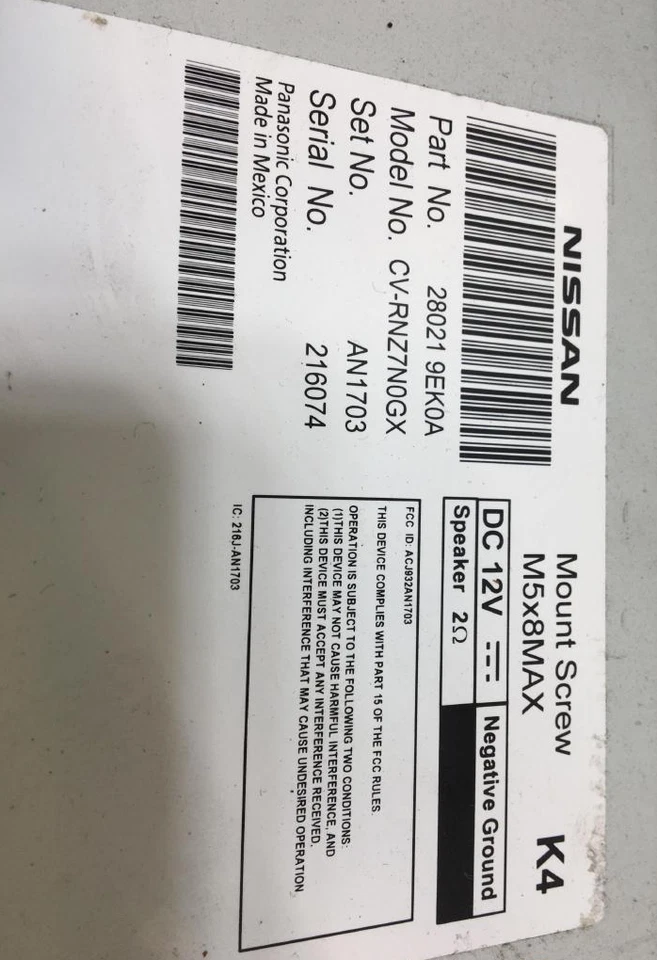 NISSAN
Mount Screw
M5x8MAX
K4
Part No. 28021 9EK0A
Model No. CV-RNZ7N0GX
Set No. AN1703
Serial No. 216074
Panasonic Corporation
Made in Mexico
DC 12V ⎓ Negative Ground
Speaker 2Ω
FCC ID: ACJ932AN1703
THIS DEVICE COMPLIES WITH PART 15 OF THE FCC RULES.
OPERATION IS SUBJECT TO THE FOLLOWING TWO CONDITIONS:
(1)THIS DEVICE MAY NOT CAUSE HARMFUL INTERFERENCE, AND
(2)THIS DEVICE MUST ACCEPT ANY INTERFERENCE RECEIVED,
INCLUDING INTERFERENCE THAT MAY CAUSE UNDESIRED OPERATION
IC: 216J-AN1703